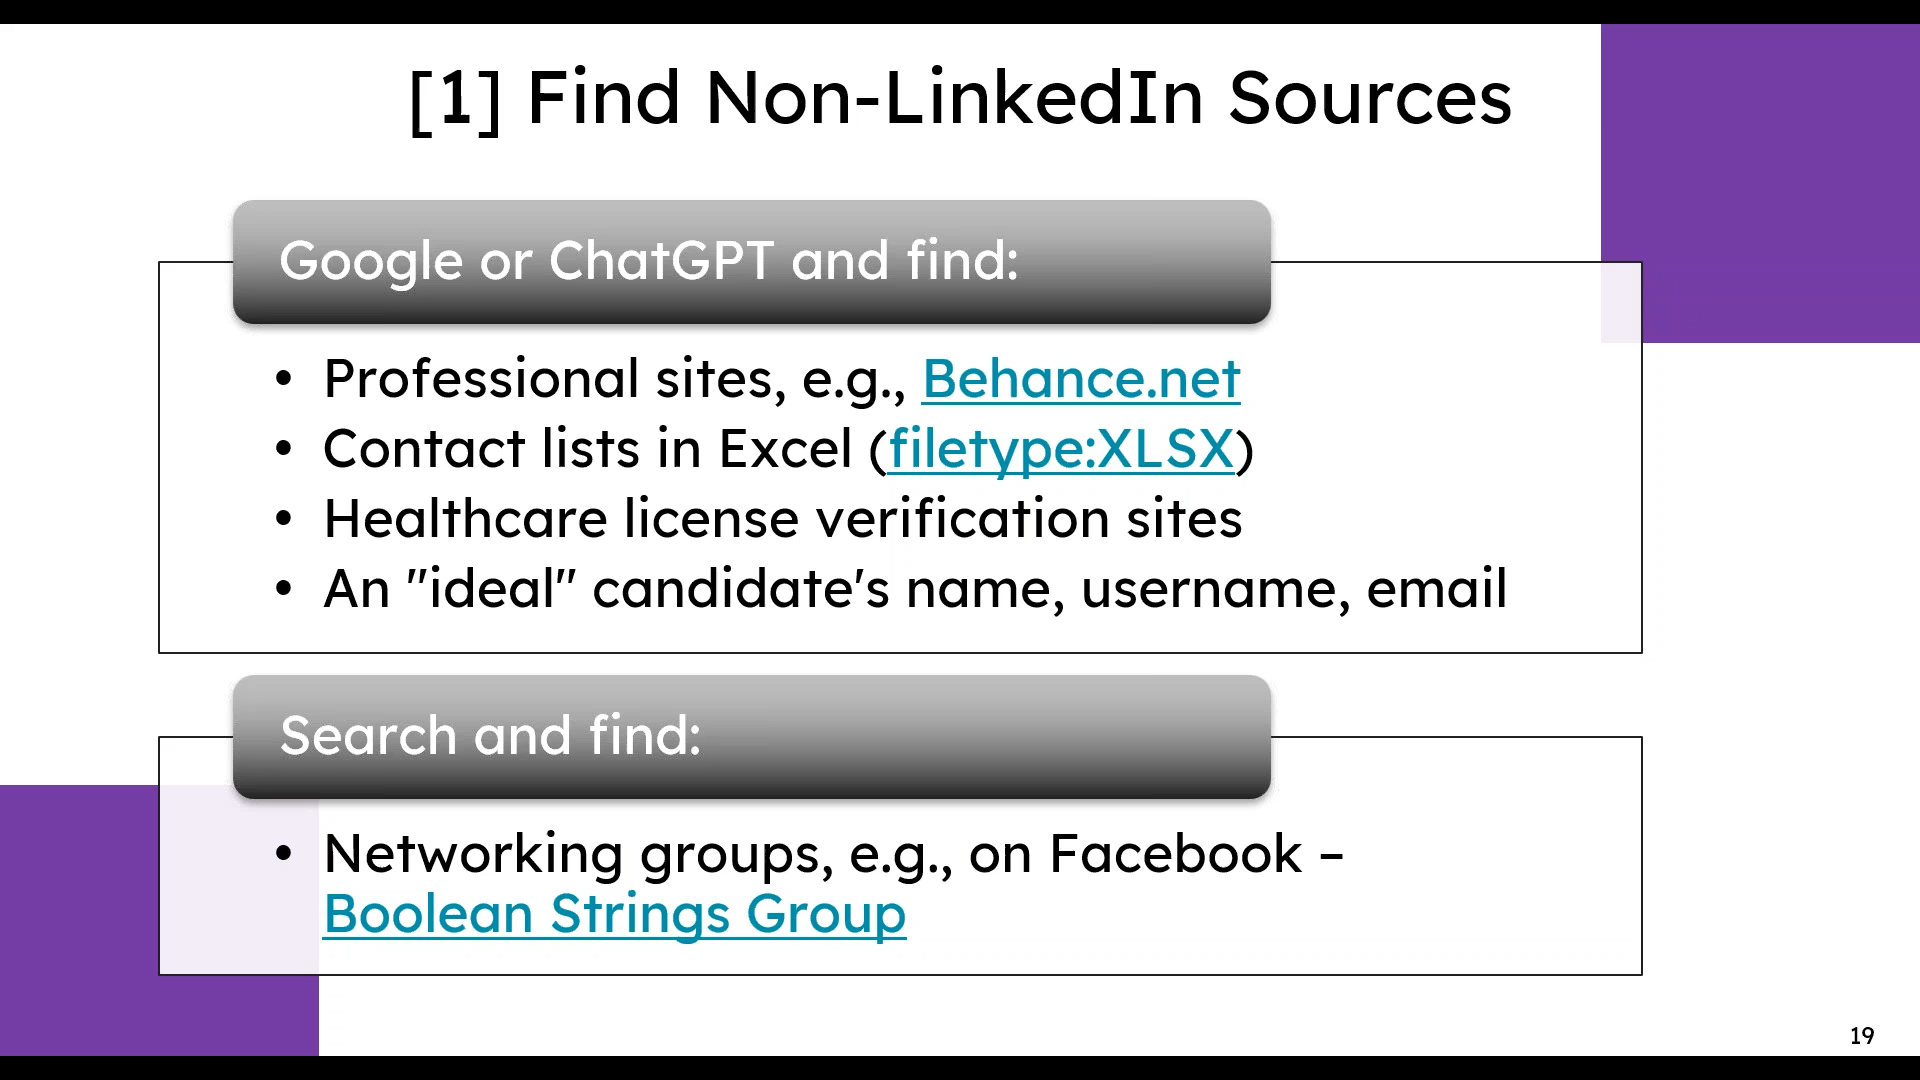 [1] Find Non-LinkedIn Sources
Google or ChatGPT and find:
• Professional sites, e.g., Behance.net
• Contact lists in Excel (filetype:XLSX)
• Healthcare license verification sites
• An "ideal" candidate's name, username, email
Search and find:
• Networking groups, e.g., on Facebook –
Boolean Strings Group
19